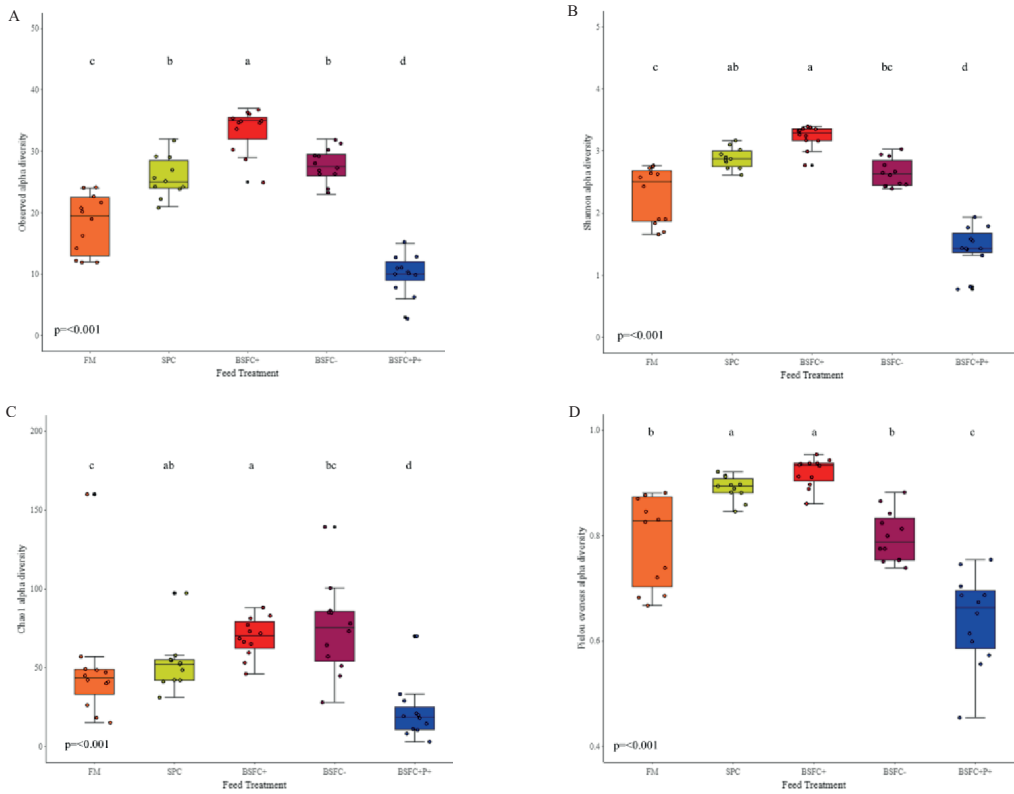 A
Observed alpha diversity
50
40
30
20
10
0
c b a b d
p=<0.001
FM SPC BSFC+ BSFC- BSFC+P+
Feed Treatment
B
Shannon alpha diversity
5
4
3
2
1
0
c ab a bc d
p=<0.001
FM SPC BSFC+ BSFC- BSFC+P+
Feed Treatment
C
Chao1 alpha diversity
200
150
100
50
0
c ab a bc d
p=<0.001
FM SPC BSFC+ BSFC- BSFC+P+
Feed Treatment
D
Pielou eveness alpha diversity
1.0
0.8
0.6
0.4
b a a b c
p=<0.001
FM SPC BSFC+ BSFC- BSFC+P+
Feed Treatment